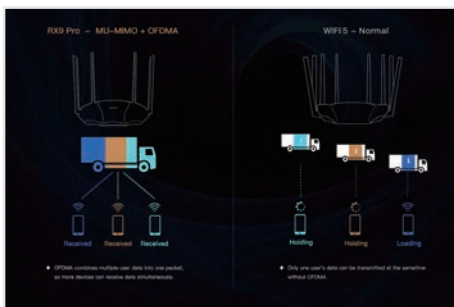 RX9 Pro - MU-MIMO + OFDMA
Received
Received
Received
OFDMA combines multiple user data into one packet,
so more devices can receive data simultaneously.
WIFI 5 - Normal
Holding
Holding
Loading
Only one user's data can be transmitted at the sametime
without OFDMA.